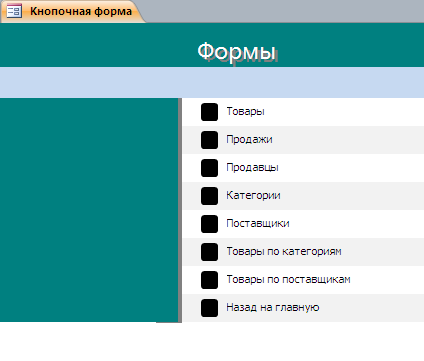 Кнопочная форма
Формы
Товары
Продажи
Продавцы
Категории
Поставщики
Товары по категориям
Товары по поставщикам
Назад на главную